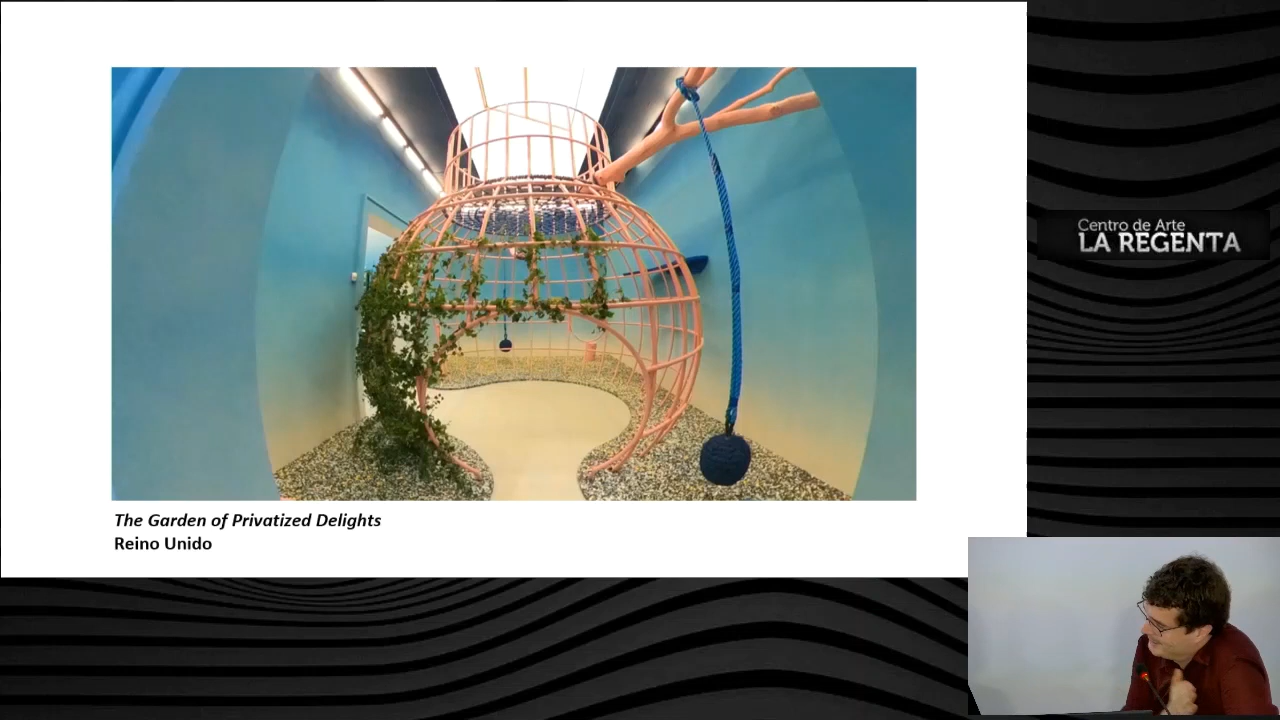 The Garden of Privatized Delights
Reino Unido
Centro de Arte
LA REGENTA